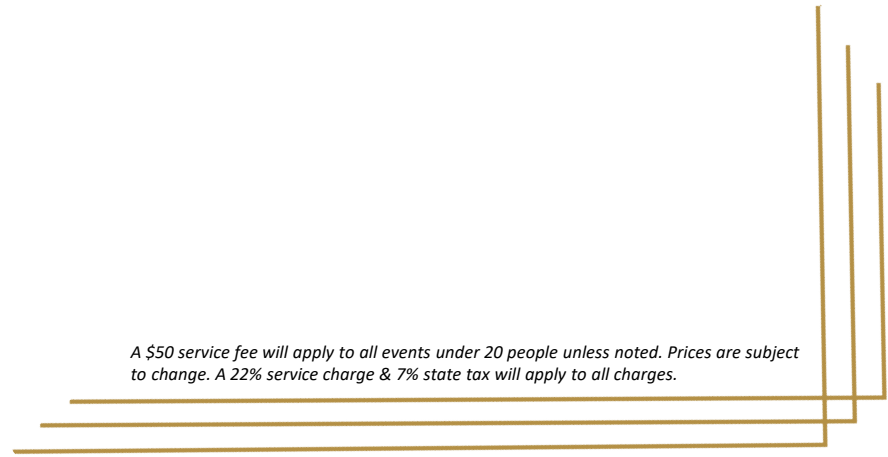 A $50 service fee will apply to all events under 20 people unless noted. Prices are subject
to change. A 22% service charge & 7% state tax will apply to all charges.